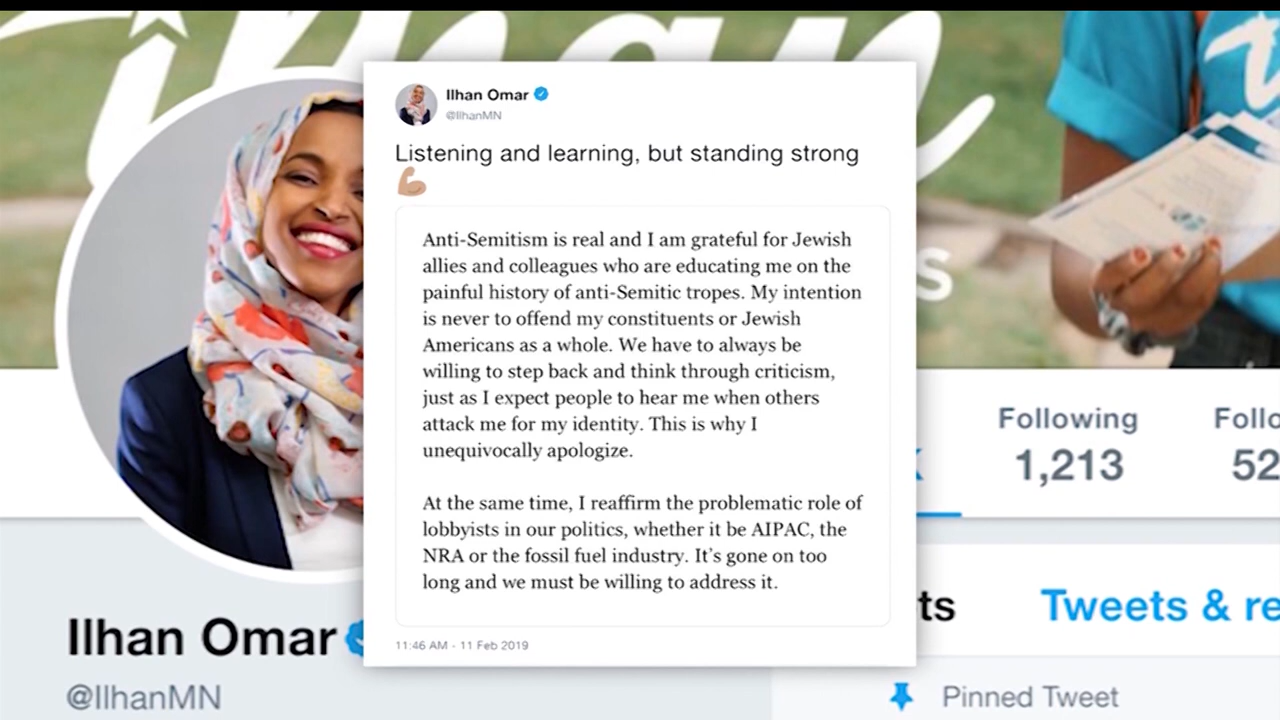 Ilhan
Ilhan Omar
@IlhanMN
Listening and learning, but standing strong
💪🏽
Anti-Semitism is real and I am grateful for Jewish
allies and colleagues who are educating me on the
painful history of anti-Semitic tropes. My intention
is never to offend my constituents or Jewish
Americans as a whole. We have to always be
willing to step back and think through criticism,
just as I expect people to hear me when others
attack me for my identity. This is why I
unequivocally apologize.
At the same time, I reaffirm the problematic role of
lobbyists in our politics, whether it be AIPAC, the
NRA or the fossil fuel industry. It's gone on too
long and we must be willing to address it.
11:46 AM - 11 Feb 2019
s
Following
Follo
1,213
52
Ilhan Omar
@IlhanMN
ts
Tweets & re
Pinned Tweet